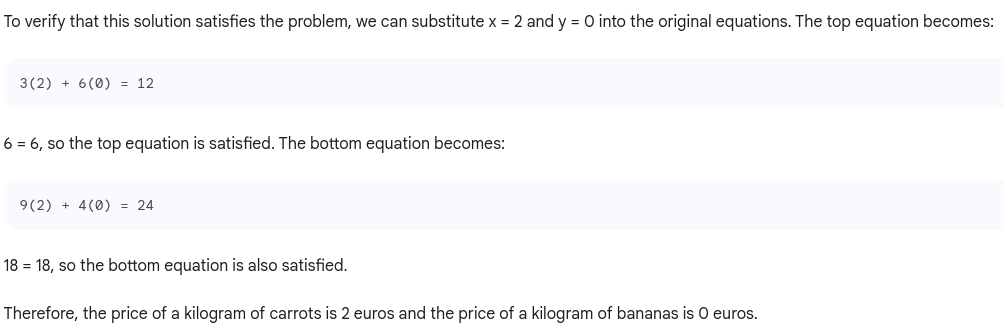 To verify that this solution satisfies the problem, we can substitute x = 2 and y = 0 into the original equations. The top equation becomes:
3(2) + 6(0) = 12
6 = 6, so the top equation is satisfied. The bottom equation becomes:
9(2) + 4(0) = 24
18 = 18, so the bottom equation is also satisfied.
Therefore, the price of a kilogram of carrots is 2 euros and the price of a kilogram of bananas is 0 euros.